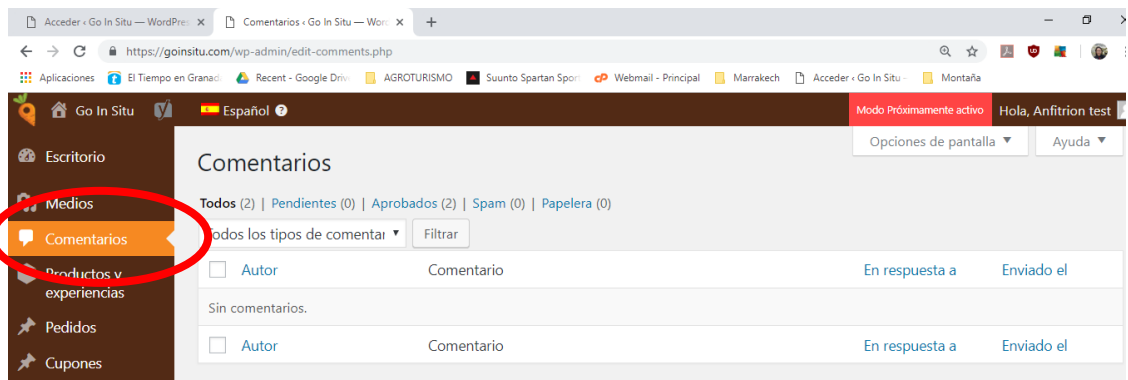 Acceder ‹ Go In Situ — WordPres
Comentarios ‹ Go In Situ — Word
https://goinsitu.com/wp-admin/edit-comments.php
Aplicaciones El Tiempo en Granada Recent - Google Drive AGROTURISMO Suunto Spartan Sport Webmail - Principal Marrakech Acceder ‹ Go In Situ - Montaña
Go In Situ Español Modo Próximamente activo Hola, Anfitrion test
Opciones de pantalla Ayuda
Escritorio
Medios
Comentarios
Productos y
experiencias
Pedidos
Cupones
Comentarios
Todos (2) | Pendientes (0) | Aprobados (2) | Spam (0) | Papelera (0)
Todos los tipos de comentar Filtrar
Autor Comentario En respuesta a Enviado el
Sin comentarios.
Autor Comentario En respuesta a Enviado el